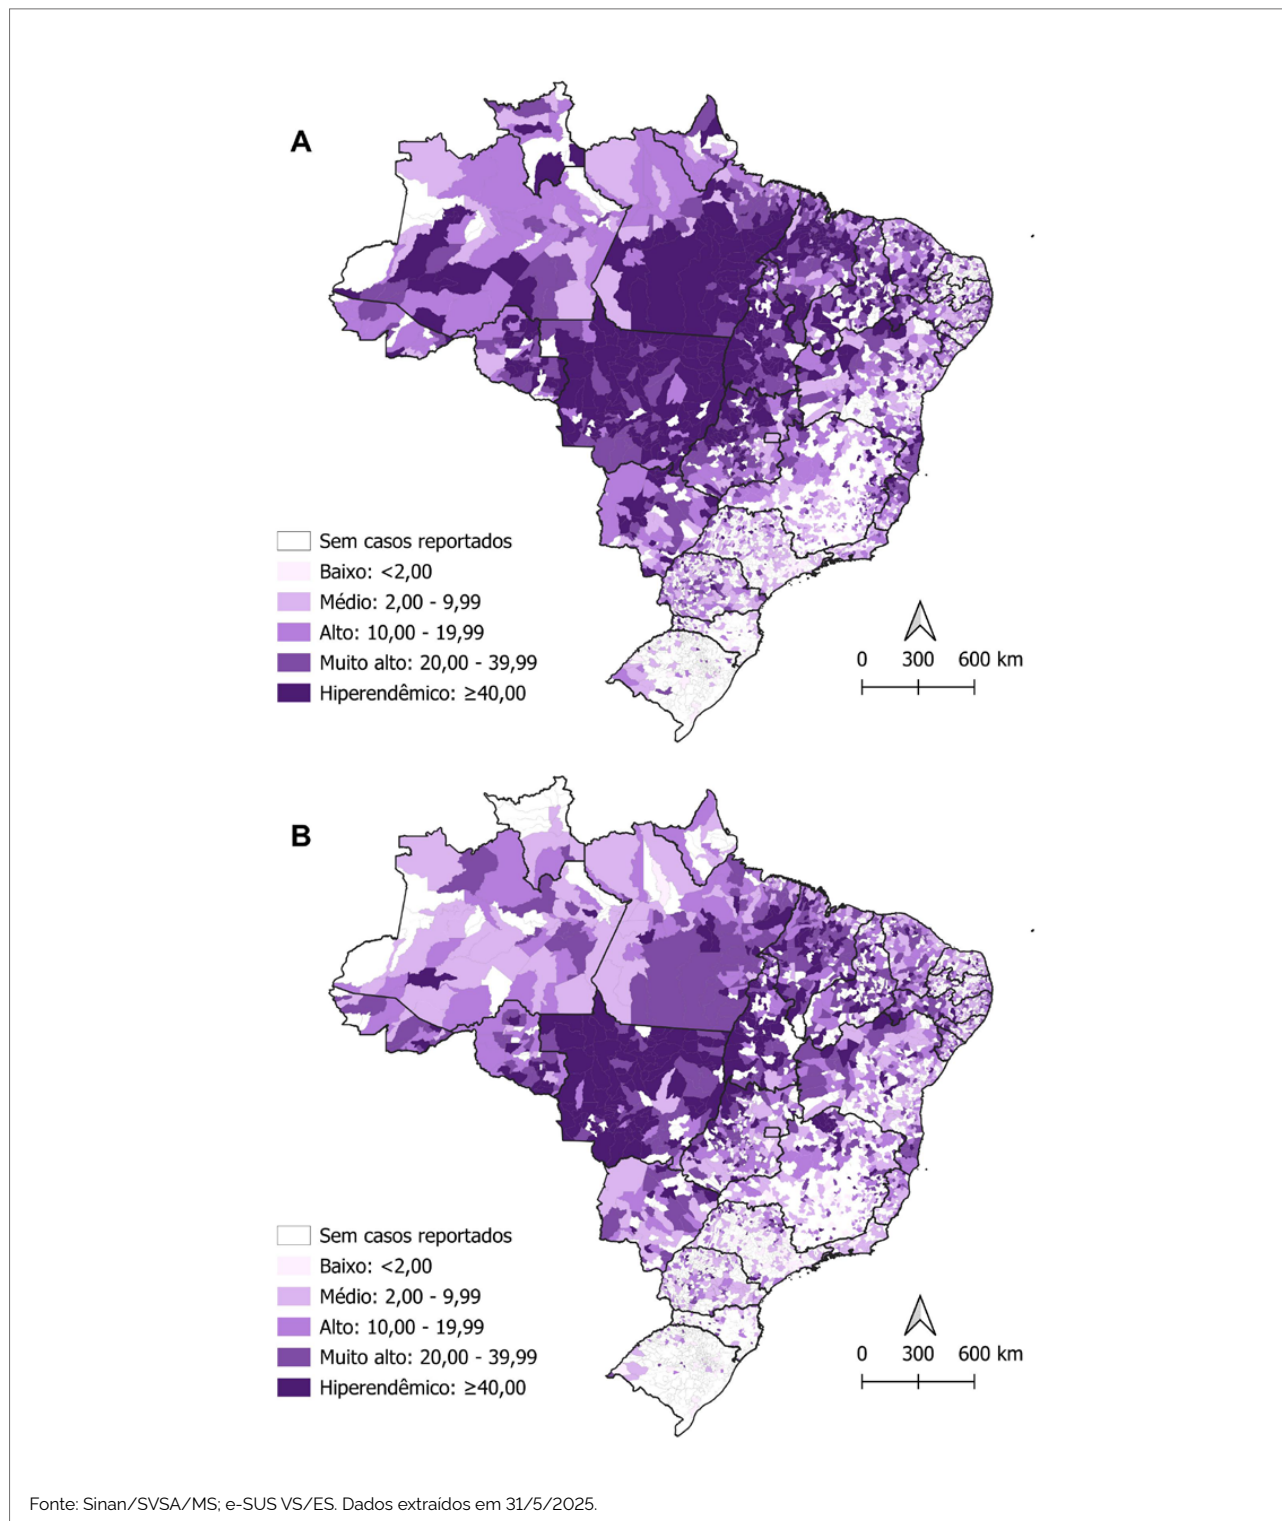 A
Sem casos reportados
Baixo: <2,00
Médio: 2,00 - 9,99
Alto: 10,00 - 19,99
Muito alto: 20,00 - 39,99
Hiperendêmico: ≥40,00
0 300 600 km
B
Sem casos reportados
Baixo: <2,00
Médio: 2,00 - 9,99
Alto: 10,00 - 19,99
Muito alto: 20,00 - 39,99
Hiperendêmico: ≥40,00
0 300 600 km
Fonte: Sinan/SVSA/MS; e-SUS VS/ES. Dados extraídos em 31/5/2025.